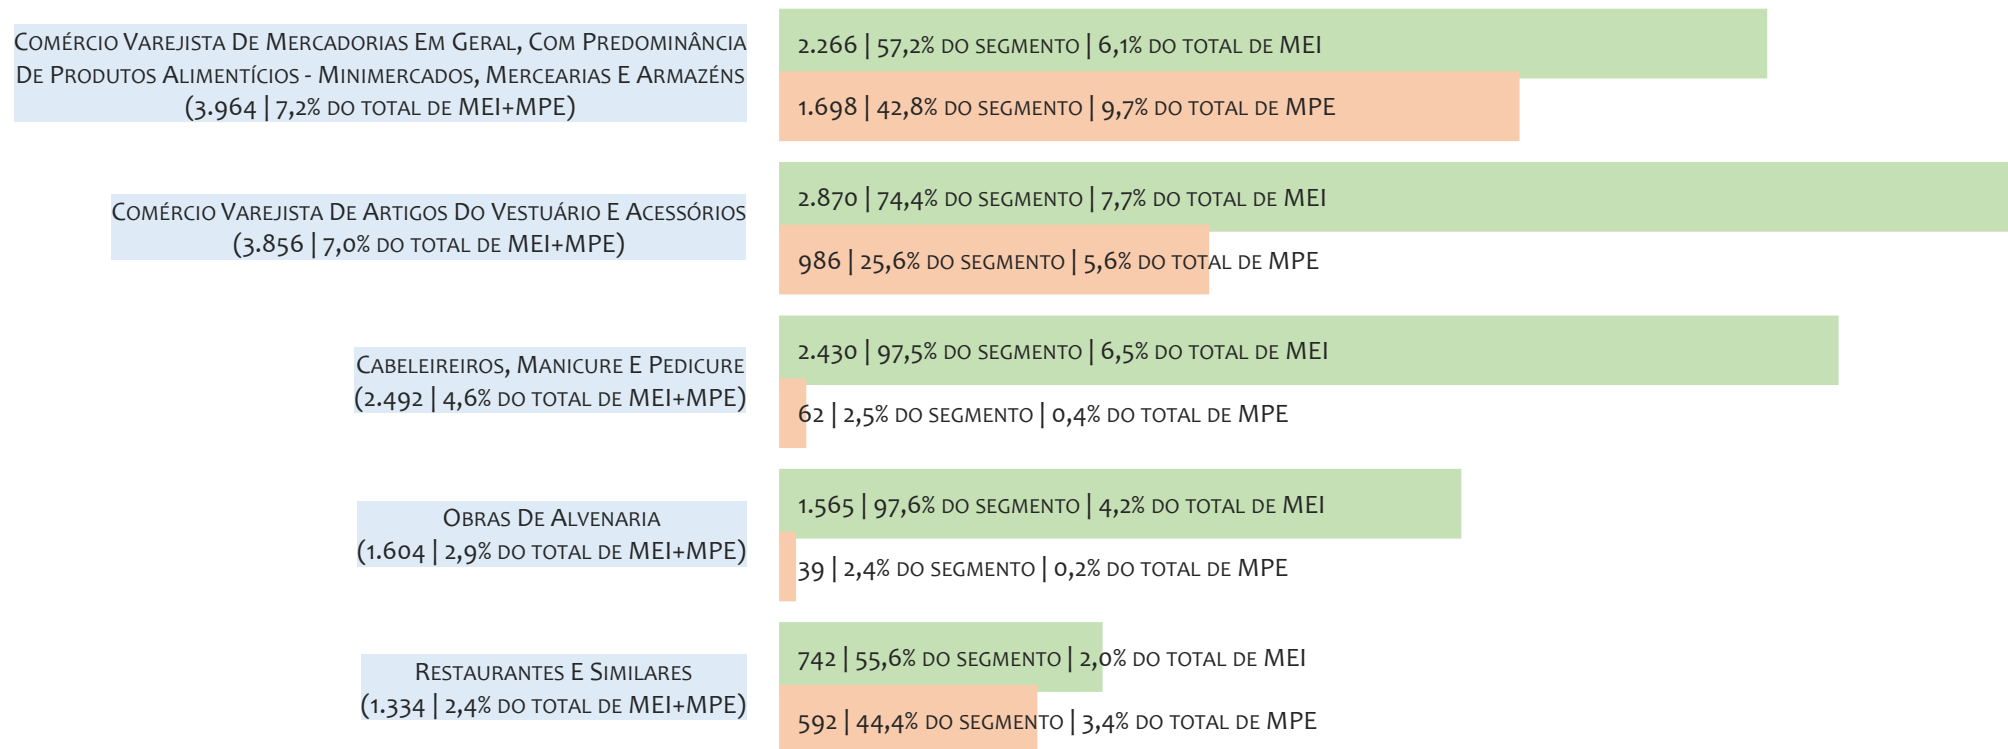 Comércio Varejista De Mercadorias Em Geral, Com Predominância
De Produtos Alimentícios - Minimercados, Mercearias E Armazéns
(3.964 | 7,2% do total de MEI+MPE)
2.266 | 57,2% do segmento | 6,1% do total de MEI
1.698 | 42,8% do segmento | 9,7% do total de MPE
Comércio Varejista De Artigos Do Vestuário E Acessórios
(3.856 | 7,0% do total de MEI+MPE)
2.870 | 74,4% do segmento | 7,7% do total de MEI
986 | 25,6% do segmento | 5,6% do total de MPE
Cabeleireiros, Manicure E Pedicure
(2.492 | 4,6% do total de MEI+MPE)
2.430 | 97,5% do segmento | 6,5% do total de MEI
62 | 2,5% do segmento | 0,4% do total de MPE
Obras De Alvenaria
(1.604 | 2,9% do total de MEI+MPE)
1.565 | 97,6% do segmento | 4,2% do total de MEI
39 | 2,4% do segmento | 0,2% do total de MPE
Restaurantes E Similares
(1.334 | 2,4% do total de MEI+MPE)
742 | 55,6% do segmento | 2,0% do total de MEI
592 | 44,4% do segmento | 3,4% do total de MPE